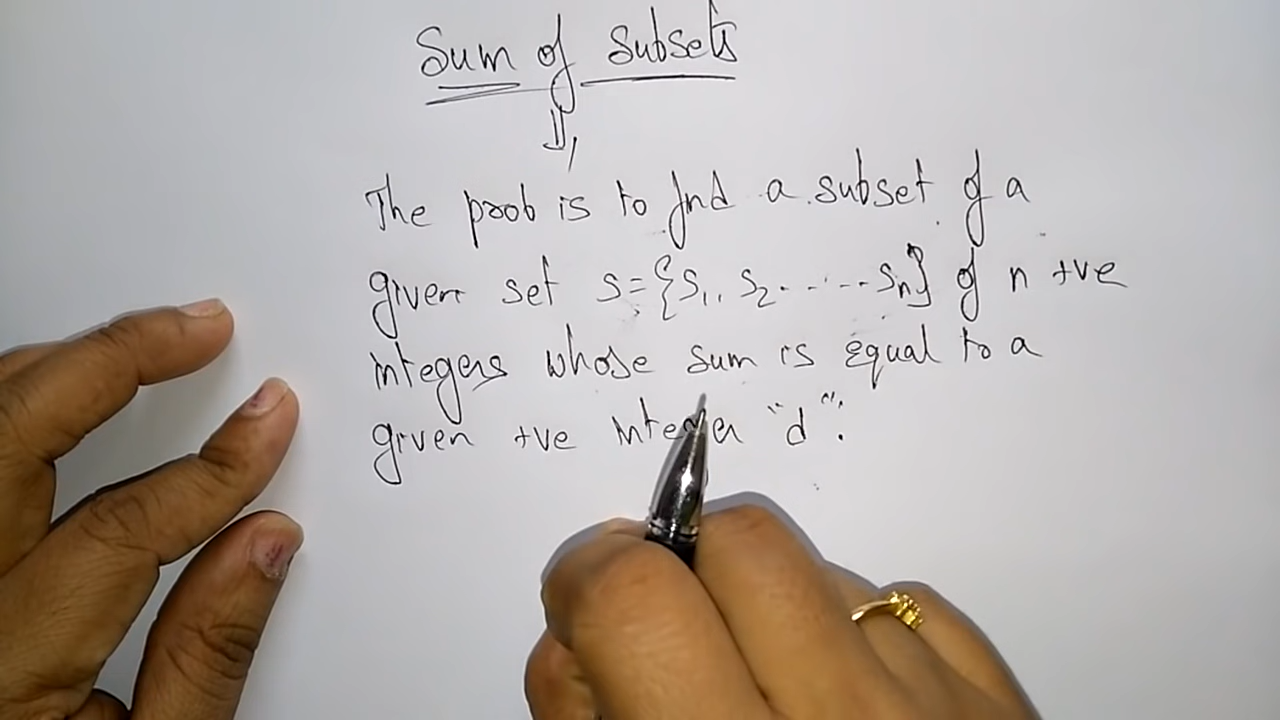 Sum of Subsets
The prob is to find a subset of a
given set s={s1, s2.......sn} of n +ve
integers whose sum is equal to a
given +ve integer "d".